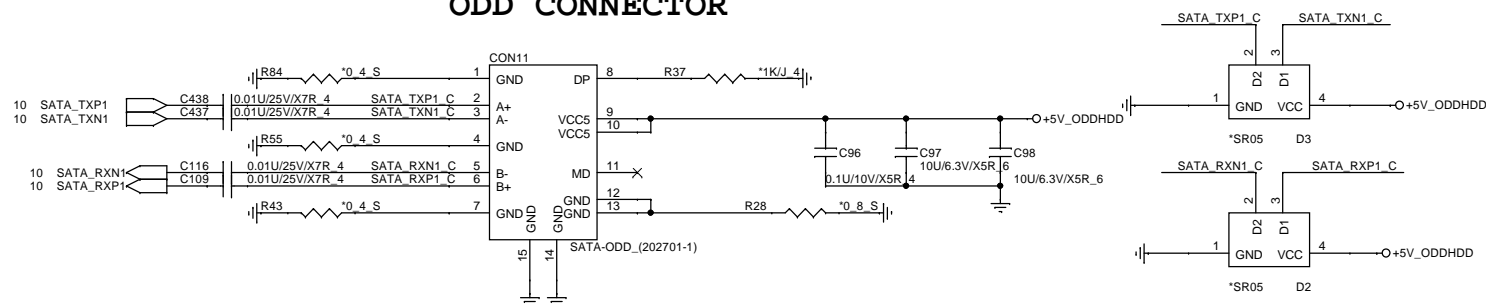 ODD CONNECTOR
CON11
R84 *0_4_S 1 GND DP 8 R37 *1K/J_4
10 SATA_TXP1 C438 0.01U/25V/X7R_4 SATA_TXP1_C 2 A+
10 SATA_TXN1 C437 0.01U/25V/X7R_4 SATA_TXN1_C 3 A-
VCC5 9 +5V_ODDHDD
VCC5 10
R55 *0_4_S 4 GND
C96 C97 C98
0.1U/10V/X5R_4 10U/6.3V/X5R_6 10U/6.3V/X5R_6
10 SATA_RXN1 C116 0.01U/25V/X7R_4 SATA_RXN1_C 5 B-
10 SATA_RXP1 C109 0.01U/25V/X7R_4 SATA_RXP1_C 6 B+
MD 11
GND 12
R43 *0_4_S 7 GND GND 13 R28 *0_8_S
GND GND
15 14
SATA-ODD_(202701-1)
SATA_TXP1_C SATA_TXN1_C
2 3
D2 D1
1 GND VCC 4 +5V_ODDHDD
*SR05 D3
SATA_RXN1_C SATA_RXP1_C
2 3
D2 D1
1 GND VCC 4 +5V_ODDHDD
*SR05 D2